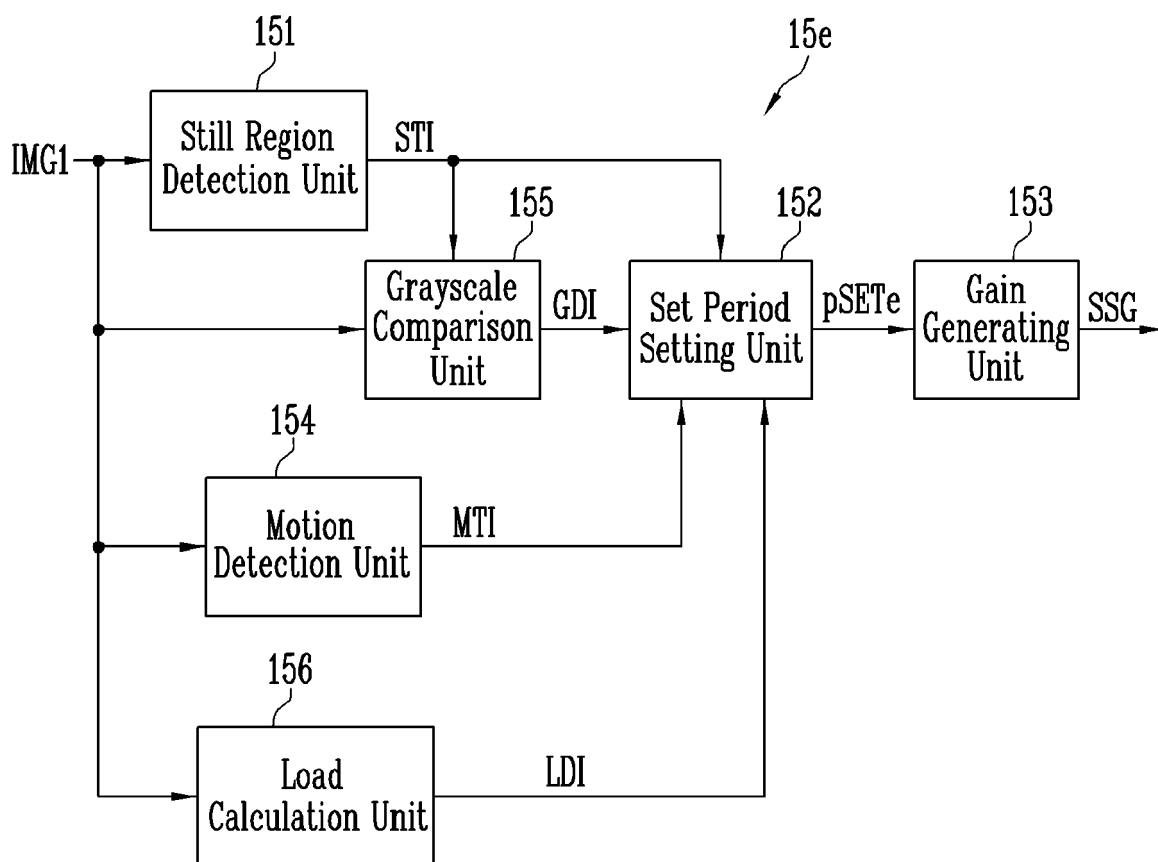 151
15e
IMG1
Still Region
Detection Unit
STI
155
152
153
Grayscale
Comparison
Unit
GDI
Set Period
Setting Unit
pSETe
Gain
Generating
Unit
SSG
154
Motion
Detection Unit
MTI
156
Load
Calculation Unit
LDI